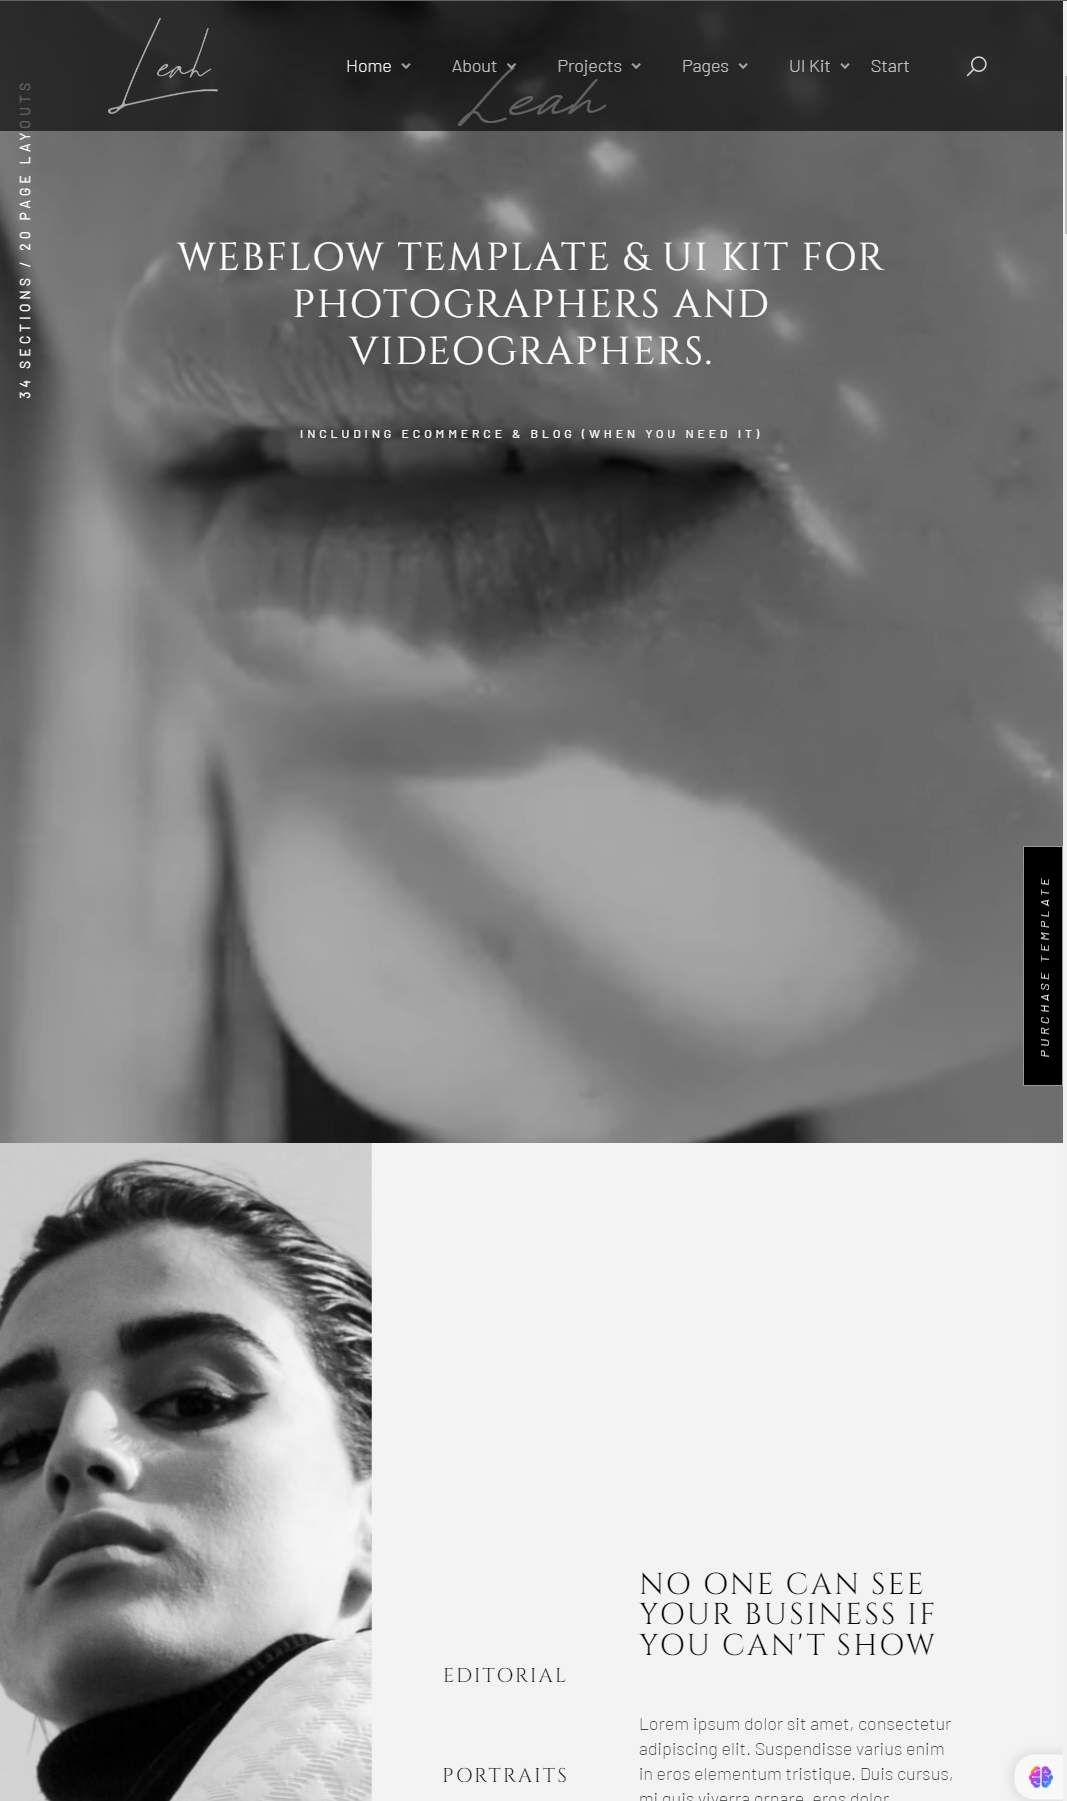 Leah
Home
About
Projects
Pages
UI Kit
Start
Leah
34 SECTIONS / 20 PAGE LAYOUTS
WEBFLOW TEMPLATE & UI KIT FOR
PHOTOGRAPHERS AND
VIDEOGRAPHERS.
INCLUDING ECOMMERCE & BLOG (WHEN YOU NEED IT)
PURCHASE TEMPLATE
EDITORIAL
PORTRAITS
NO ONE CAN SEE
YOUR BUSINESS IF
YOU CAN'T SHOW
Lorem ipsum dolor sit amet, consectetur
adipiscing elit. Suspendisse varius enim
in eros elementum tristique. Duis cursus,
mi quis viverra ornare, eros dolor